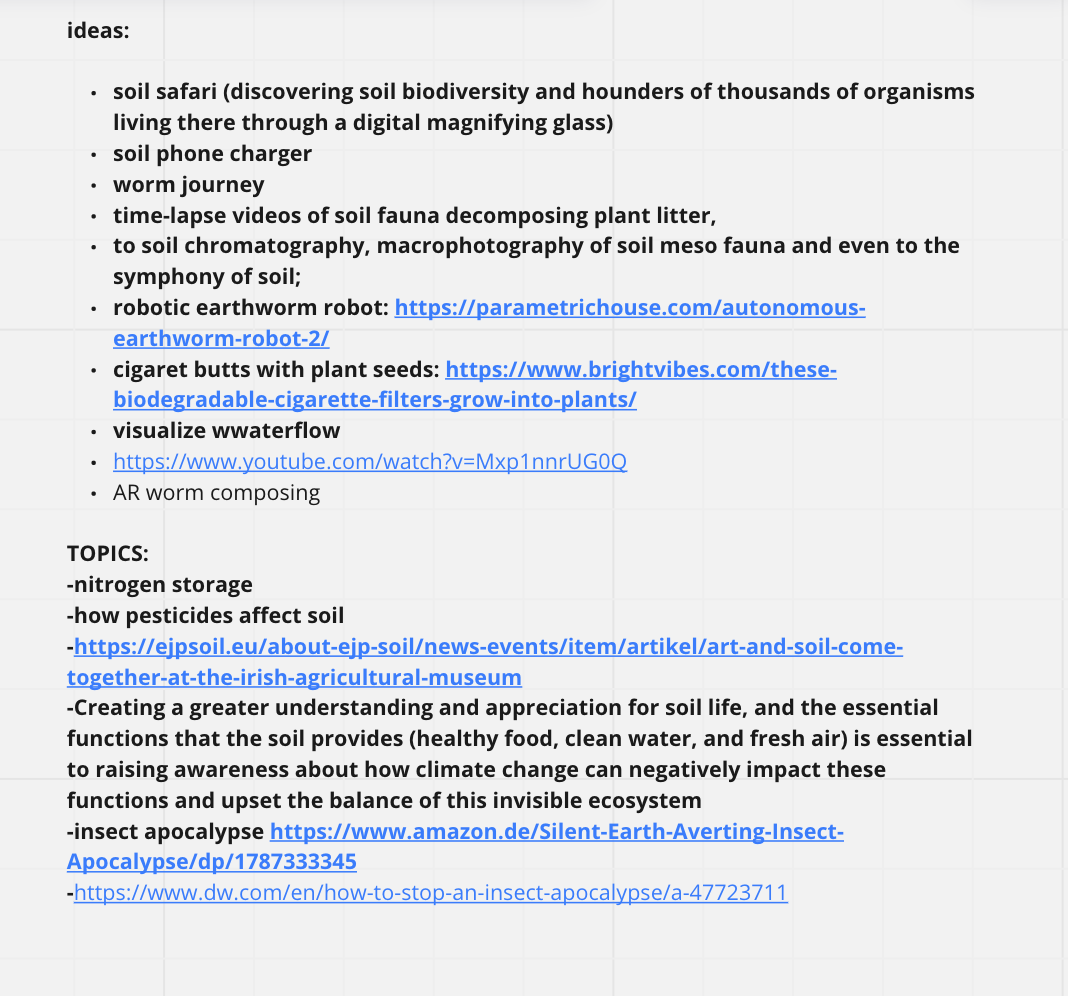 ideas:
• soil safari (discovering soil biodiversity and hounders of thousands of organisms
living there through a digital magnifying glass)
• soil phone charger
• worm journey
• time-lapse videos of soil fauna decomposing plant litter,
• to soil chromatography, macrophotography of soil meso fauna and even to the
symphony of soil;
• robotic earthworm robot: https://parametrichouse.com/autonomous-
earthworm-robot-2/
• cigaret butts with plant seeds: https://www.brightvibes.com/these-
biodegradable-cigarette-filters-grow-into-plants/
• visualize wwaterflow
• https://www.youtube.com/watch?v=Mxp1nnrUG0Q
• AR worm composing
TOPICS:
-nitrogen storage
-how pesticides affect soil
-https://ejpsoil.eu/about-ejp-soil/news-events/item/artikel/art-and-soil-come-
together-at-the-irish-agricultural-museum
-Creating a greater understanding and appreciation for soil life, and the essential
functions that the soil provides (healthy food, clean water, and fresh air) is essential
to raising awareness about how climate change can negatively impact these
functions and upset the balance of this invisible ecosystem
-insect apocalypse https://www.amazon.de/Silent-Earth-Averting-Insect-
Apocalypse/dp/1787333345
-https://www.dw.com/en/how-to-stop-an-insect-apocalypse/a-47723711